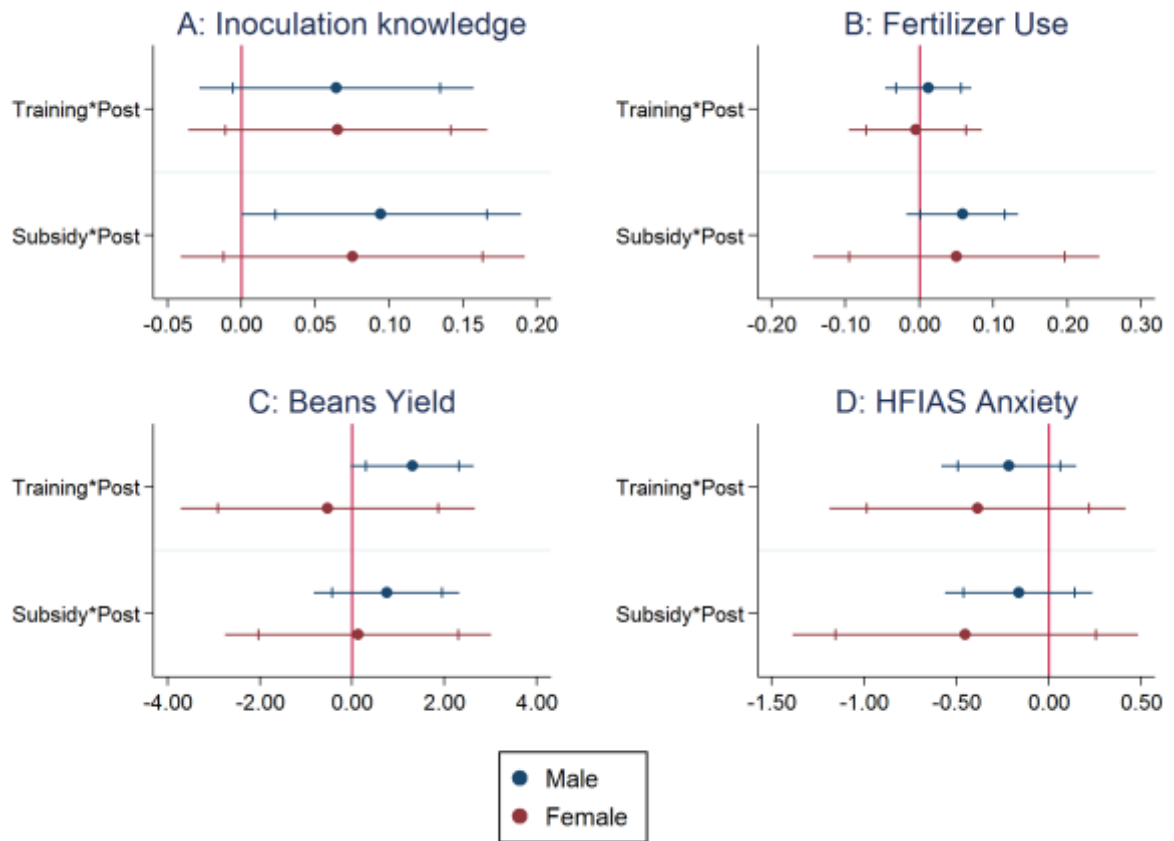 A: Inoculation knowledge
Training*Post
Subsidy*Post
-0.05 0.00 0.05 0.10 0.15 0.20
B: Fertilizer Use
Training*Post
Subsidy*Post
-0.20 -0.10 0.00 0.10 0.20 0.30
C: Beans Yield
Training*Post
Subsidy*Post
-4.00 -2.00 0.00 2.00 4.00
D: HFIAS Anxiety
Training*Post
Subsidy*Post
-1.50 -1.00 -0.50 0.00 0.50
Male
Female